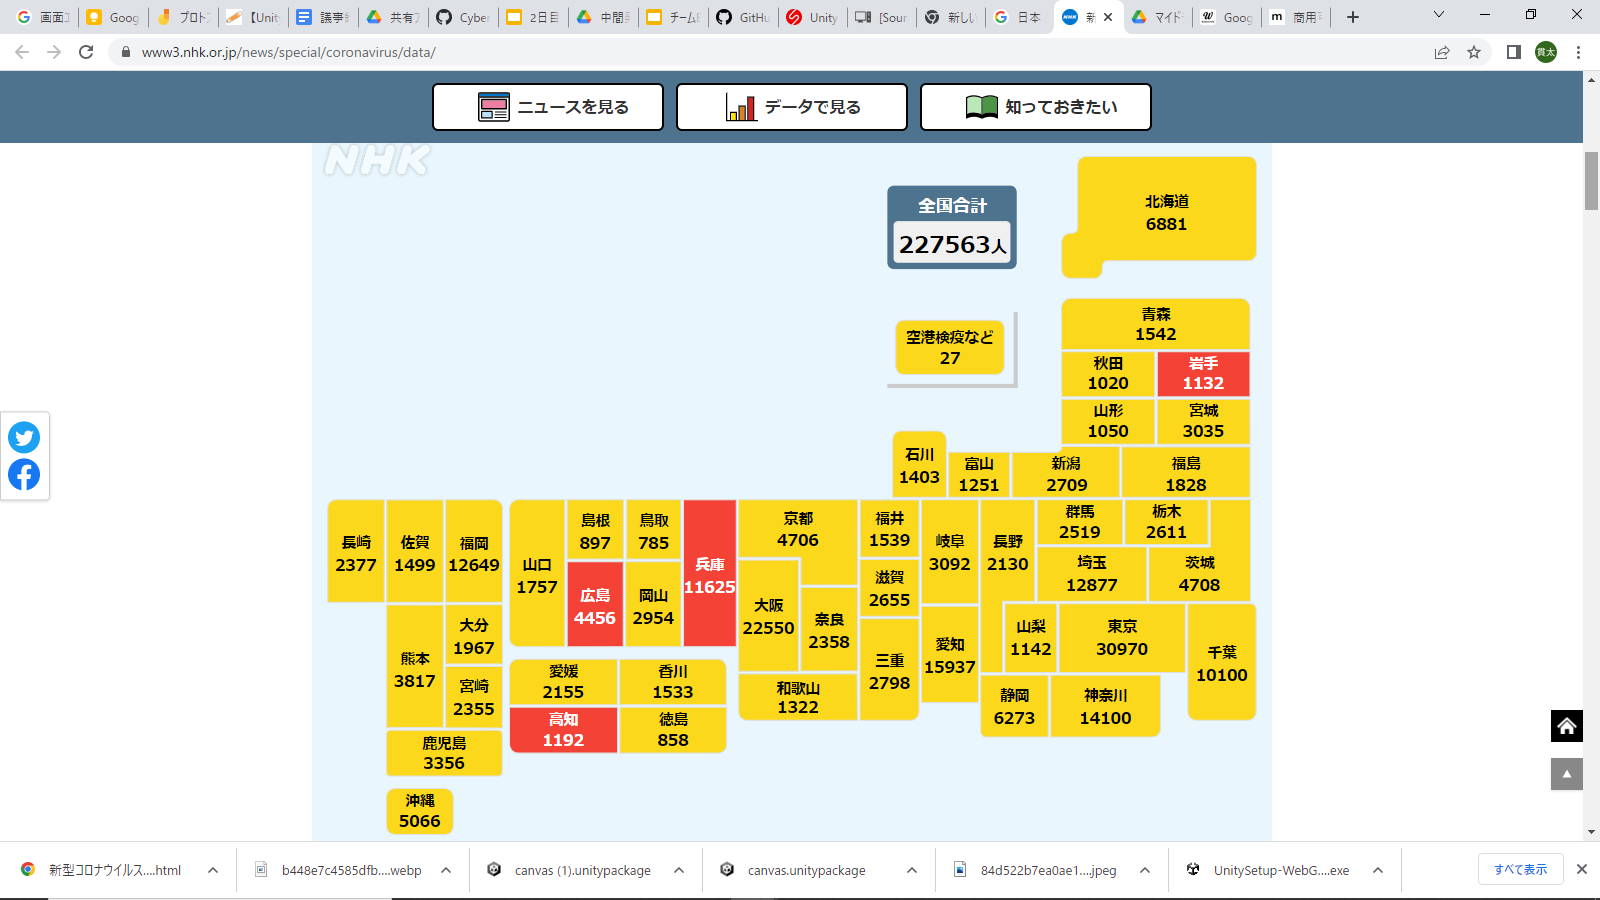 画面エ
Goog
プロトタ
【Unit
議事録
共有ア
Cyber
2日目
中間発
チームD
GitHu
Unity
[Sour
新しい
日本
新
マイド
Goog
商用可
www3.nhk.or.jp/news/special/coronavirus/data/
貫太
ニュースを見る
データで見る
知っておきたい
NHK
全国合計
227563人
北海道
6881
空港検疫など
27
青森
1542
秋田
1020
岩手
1132
山形
1050
宮城
3035
石川
1403
富山
1251
新潟
2709
福島
1828
長崎
2377
佐賀
1499
福岡
12649
山口
1757
島根
897
鳥取
785
兵庫
11625
京都
4706
福井
1539
岐阜
3092
長野
2130
群馬
2519
栃木
2611
埼玉
12877
茨城
4708
広島
4456
岡山
2954
大阪
22550
奈良
2358
滋賀
2655
大分
1967
熊本
3817
宮崎
2355
三重
2798
愛知
15937
山梨
1142
東京
30970
千葉
10100
愛媛
2155
香川
1533
和歌山
1322
静岡
6273
神奈川
14100
高知
1192
徳島
858
鹿児島
3356
沖縄
5066
新型コロナウイルス....html
b448e7c4585dfb....webp
canvas (1).unitypackage
canvas.unitypackage
84d522b7ea0ae1....jpeg
UnitySetup-WebG....exe
すべて表示